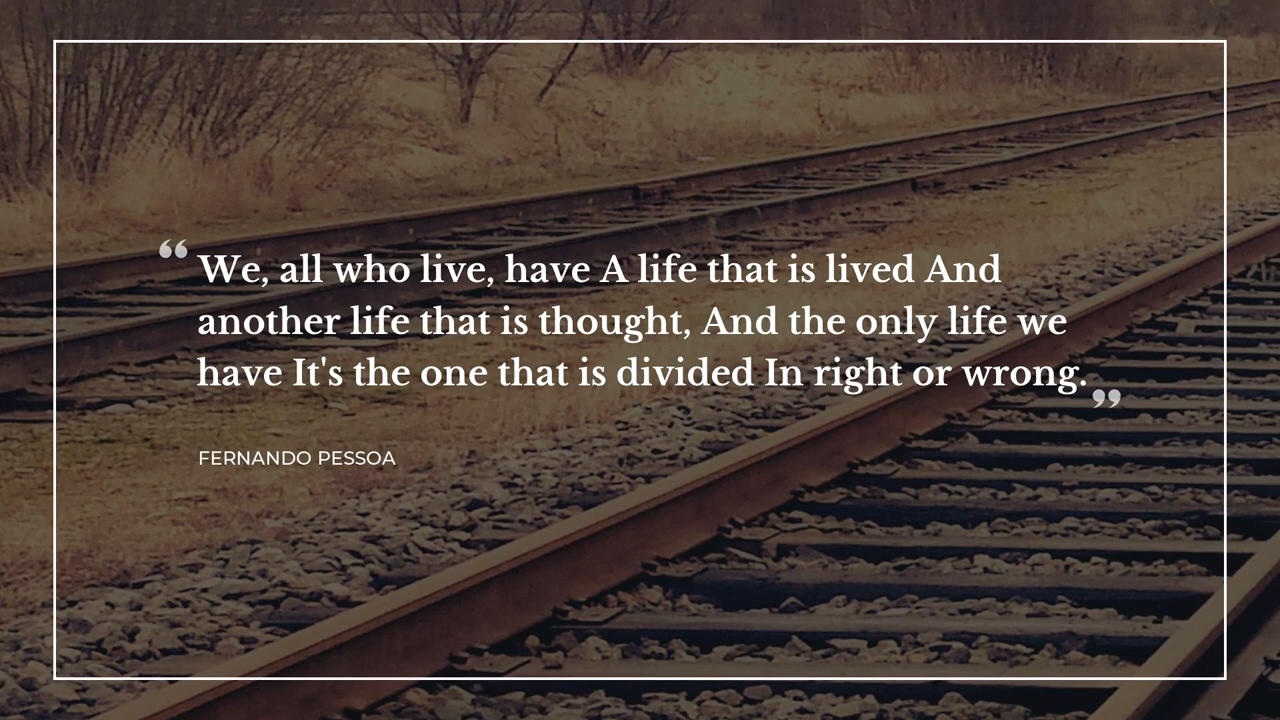 “We, all who live, have A life that is lived And
another life that is thought, And the only life we
have It's the one that is divided In right or wrong.”
FERNANDO PESSOA